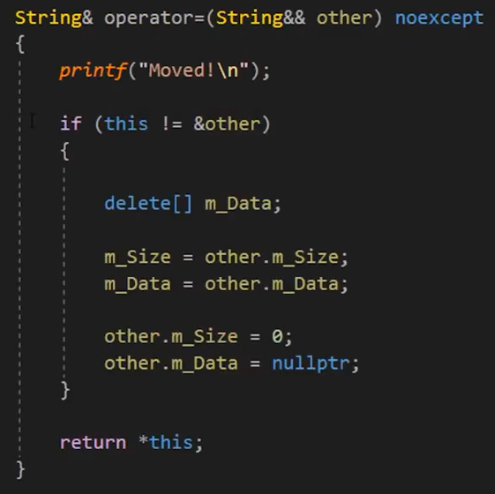 String& operator=(String&& other) noexcept
{
    printf("Moved!\n");
    if (this != &other)
    {
        delete[] m_Data;
        m_Size = other.m_Size;
        m_Data = other.m_Data;
        other.m_Size = 0;
        other.m_Data = nullptr;
    }
    return *this;
}